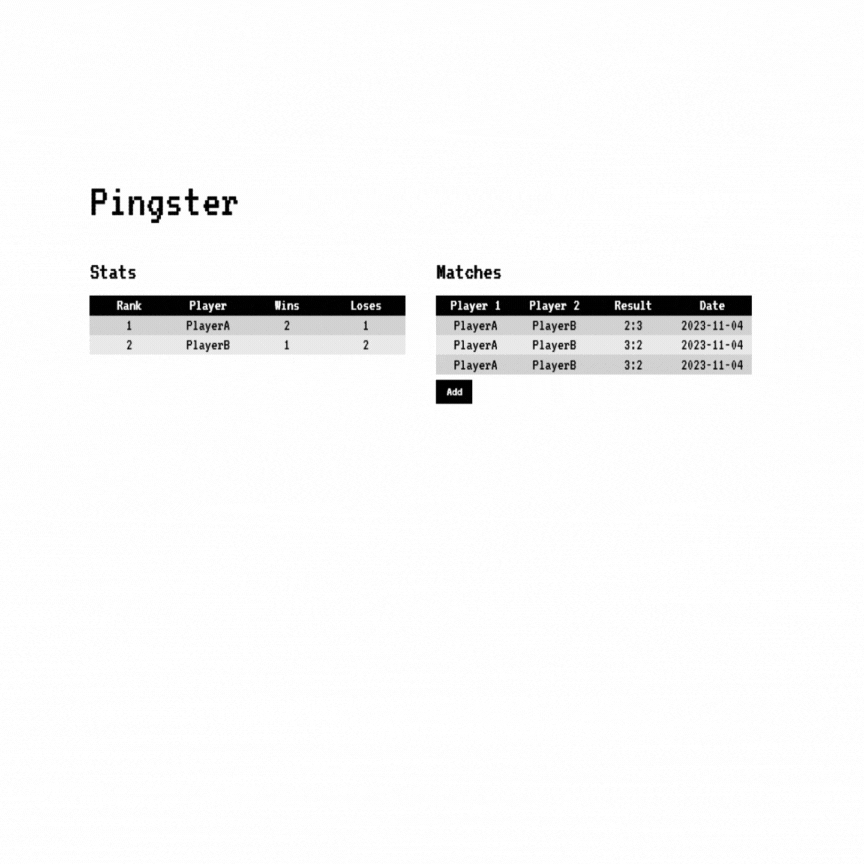 Pingster
Stats
Rank Player Wins Loses
1 PlayerA 2 1
2 PlayerB 1 2
Matches
Player 1 Player 2 Result Date
PlayerA PlayerB 2:3 2023-11-04
PlayerA PlayerB 3:2 2023-11-04
PlayerA PlayerB 3:2 2023-11-04
Add